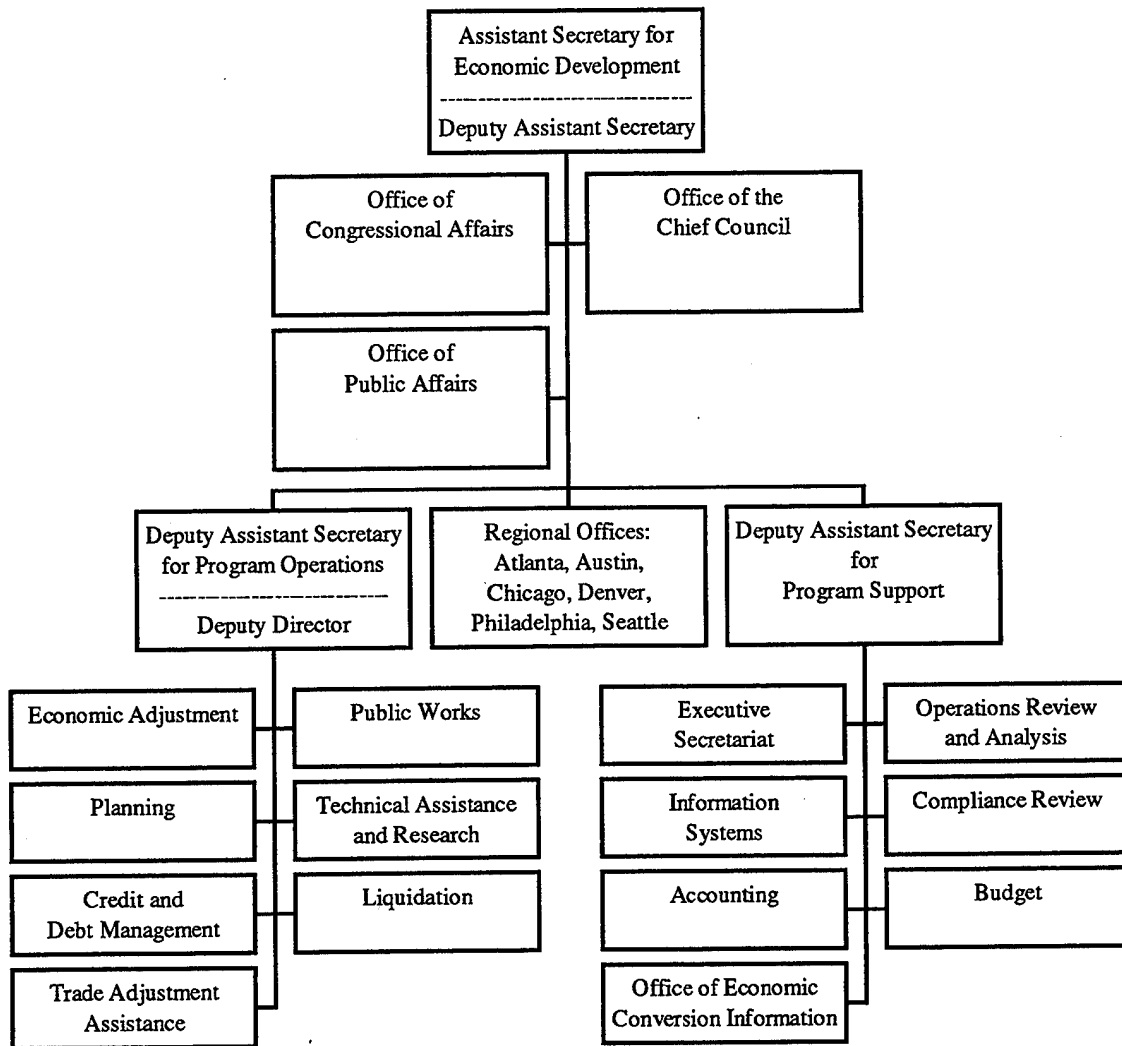 Assistant Secretary for
Economic Development
Deputy Assistant Secretary
Office of
Congressional Affairs
Office of the
Chief Council
Office of
Public Affairs
Deputy Assistant Secretary
for Program Operations
Deputy Director
Regional Offices:
Atlanta, Austin,
Chicago, Denver,
Philadelphia, Seattle
Deputy Assistant Secretary
for
Program Support
Economic Adjustment
Public Works
Planning
Technical Assistance
and Research
Credit and
Debt Management
Liquidation
Trade Adjustment
Assistance
Executive
Secretariat
Operations Review
and Analysis
Information
Systems
Compliance Review
Accounting
Budget
Office of Economic
Conversion Information